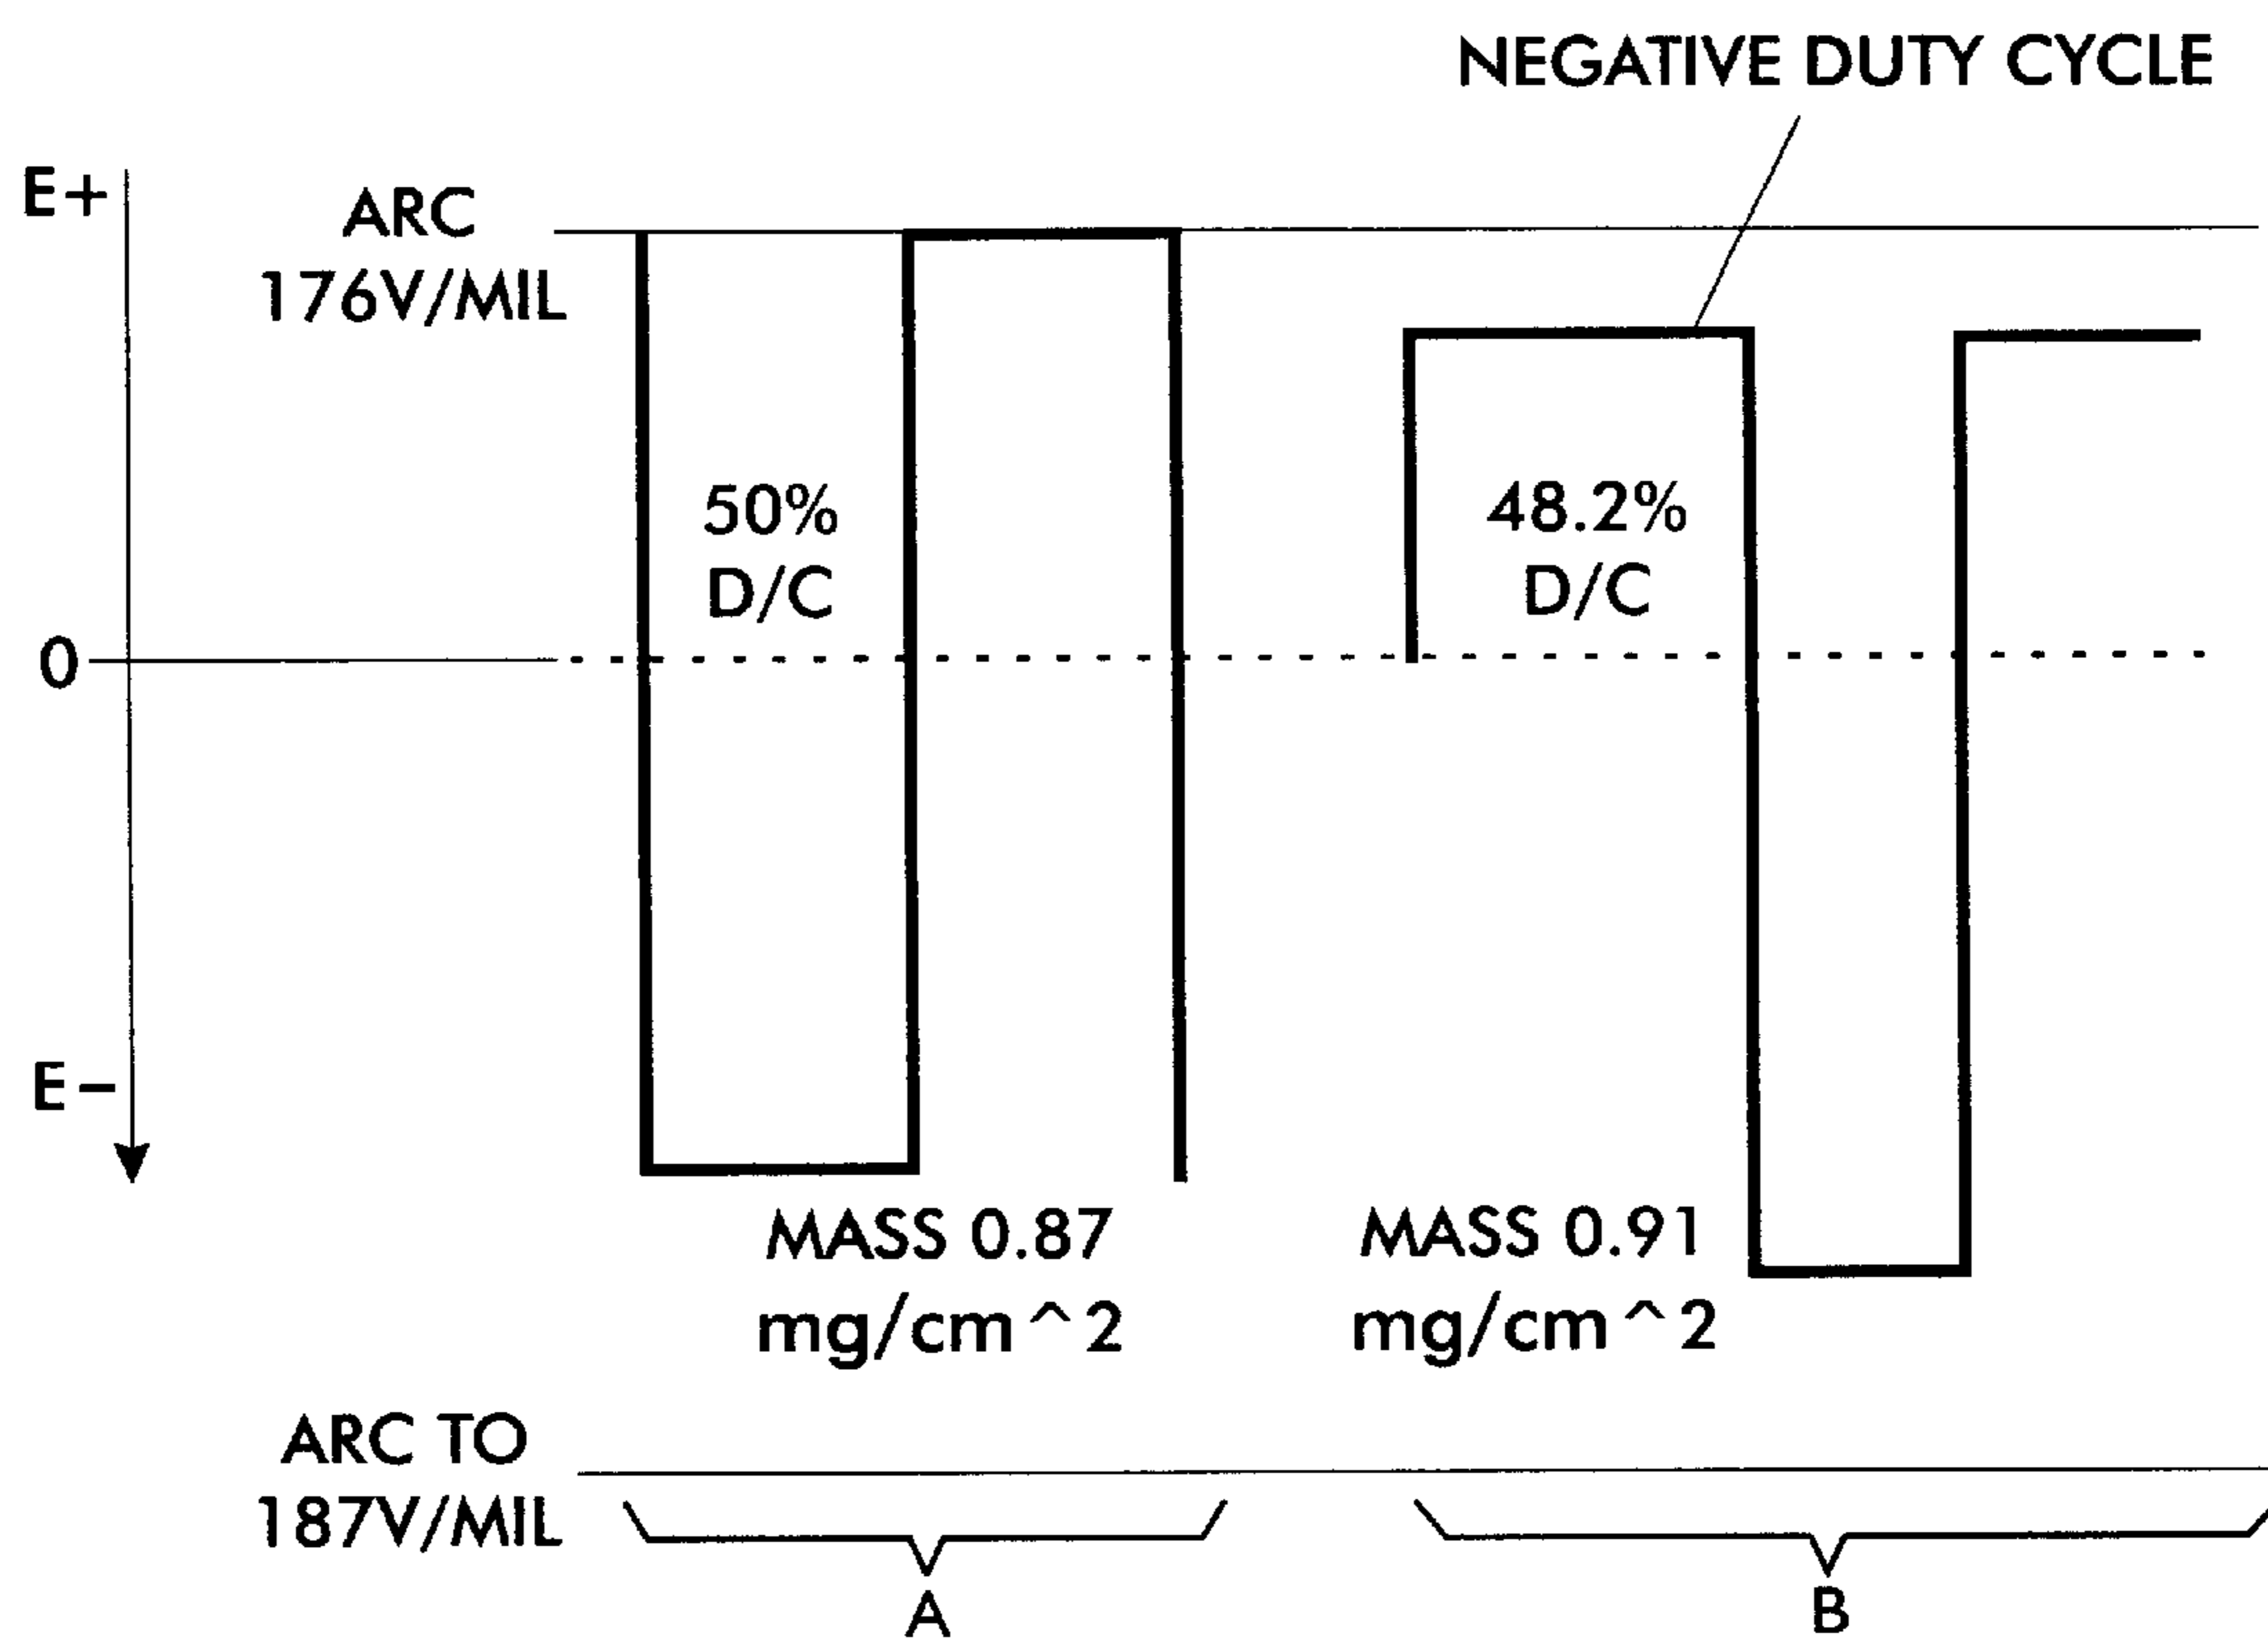 NEGATIVE DUTY CYCLE
E+
ARC
176V/MIL
50%
D/C
48.2%
D/C
0
E−
MASS 0.87
mg/cm^2
MASS 0.91
mg/cm^2
ARC TO
187V/MIL
A
B